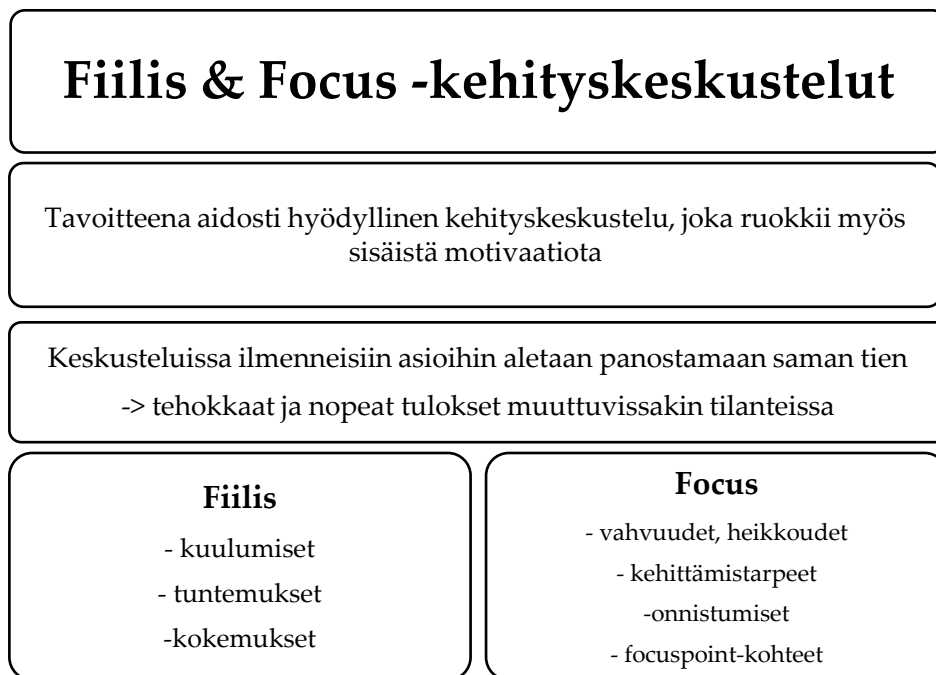 Fiilis & Focus -kehityskeskustelut
Tavoitteena aidosti hyödyllinen kehityskeskustelu, joka ruokkii myös
sisäistä motivaatiota
Keskusteluissa ilmenneisiin asioihin aletaan panostamaan saman tien
-> tehokkaat ja nopeat tulokset muuttuvissakin tilanteissa
Fiilis
- kuulumiset
- tuntemukset
-kokemukset
Focus
- vahvuudet, heikkoudet
- kehittämistarpeet
-onnistumiset
- focuspoint-kohteet